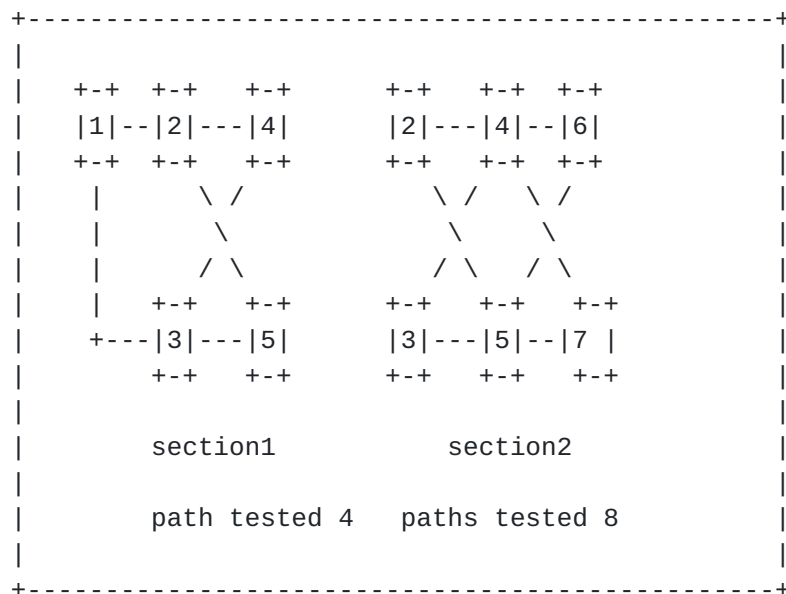 +------------------------------------------------+
|                                                |
|   +-+  +-+   +-+      +-+   +-+  +-+           |
|   |1|--|2|---|4|      |2|---|4|--|6|           |
|   +-+  +-+   +-+      +-+   +-+  +-+           |
|    |      \ /            \ /   \ /             |
|    |       \              \     \              |
|    |      / \            / \   / \             |
|    |   +-+   +-+      +-+   +-+   +-+          |
|    +---|3|---|5|      |3|---|5|--|7 |          |
|        +-+   +-+      +-+   +-+   +-+          |
|                                                |
|        section1           section2             |
|                                                |
|        path tested 4   paths tested 8          |
|                                                |
+------------------------------------------------+